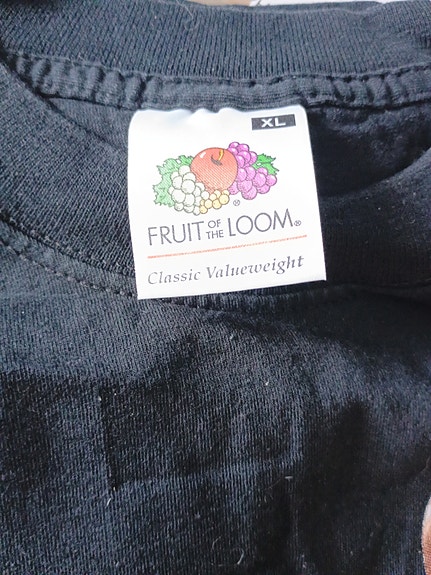 XL
®
FRUIT OF THE LOOM®
Classic Valueweight